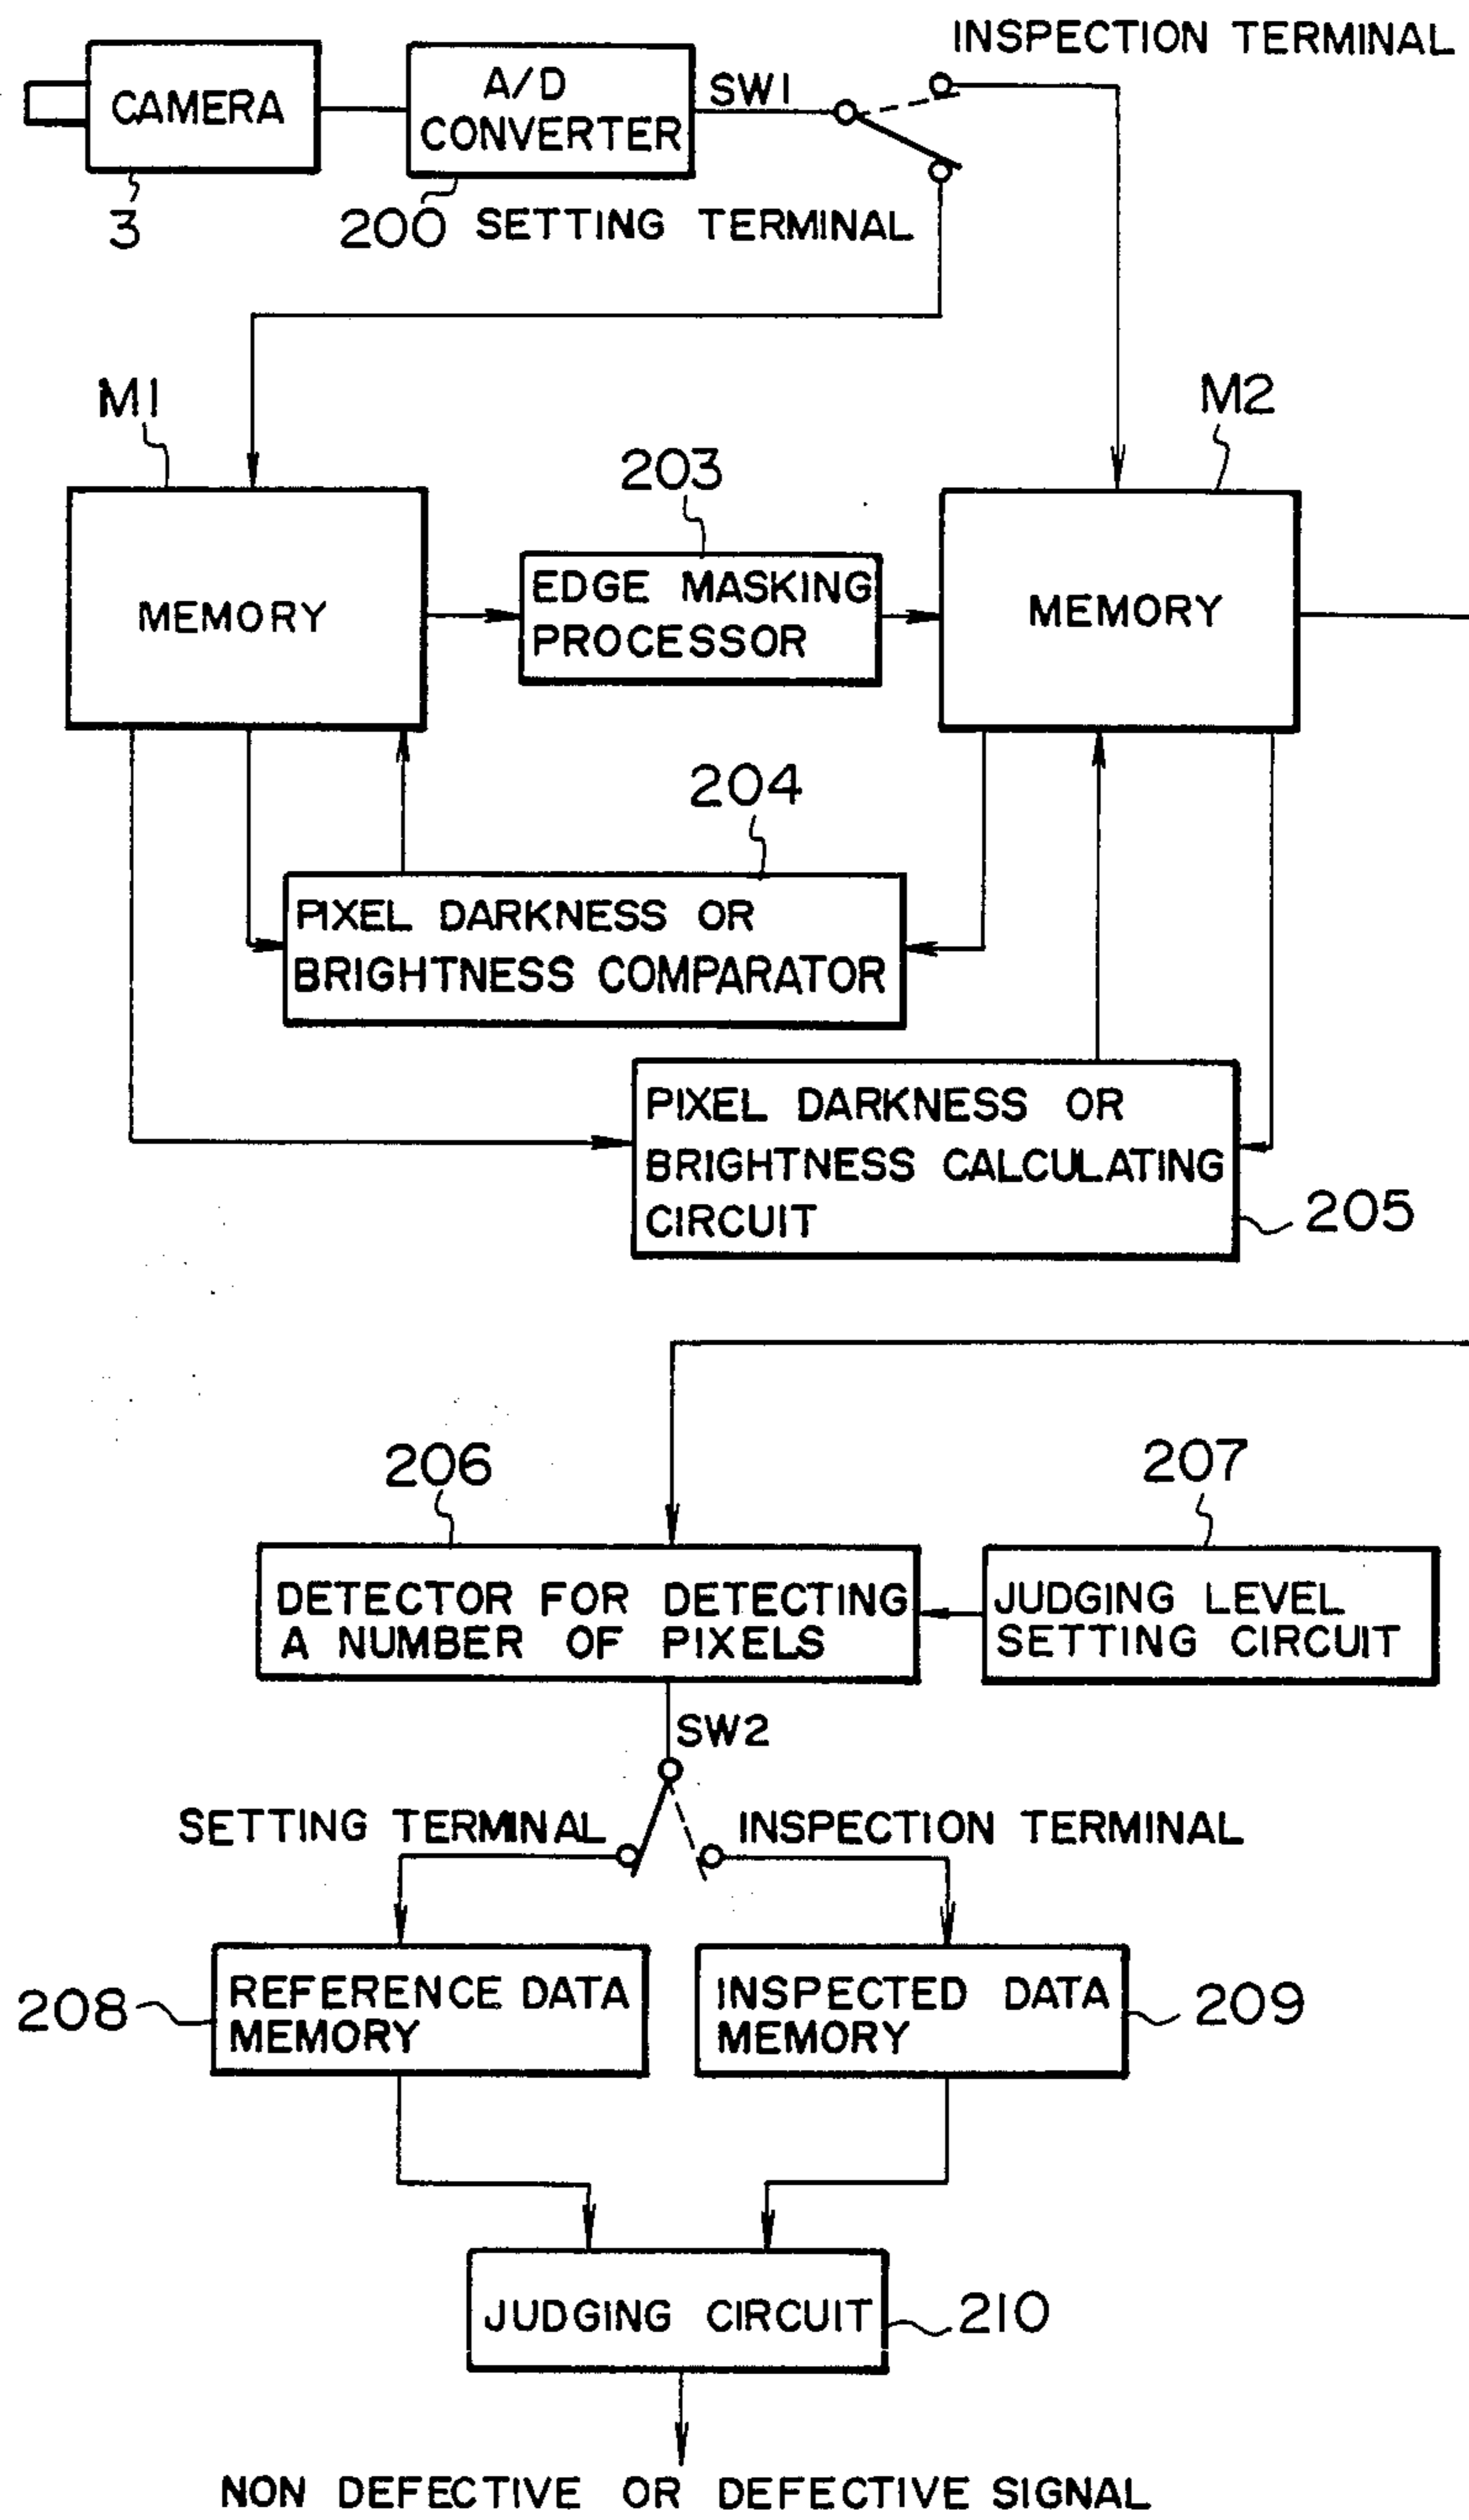 INSPECTION TERMINAL
CAMERA
A/D
CONVERTER
SW1
3
200
SETTING TERMINAL
M1
M2
203
MEMORY
EDGE MASKING
PROCESSOR
MEMORY
204
PIXEL DARKNESS OR
BRIGHTNESS COMPARATOR
PIXEL DARKNESS OR
BRIGHTNESS CALCULATING
CIRCUIT
205
206
207
DETECTOR FOR DETECTING
A NUMBER OF PIXELS
JUDGING LEVEL
SETTING CIRCUIT
SW2
SETTING TERMINAL
INSPECTION TERMINAL
208
REFERENCE DATA
MEMORY
INSPECTED DATA
MEMORY
209
JUDGING CIRCUIT
210
NON DEFECTIVE OR DEFECTIVE SIGNAL